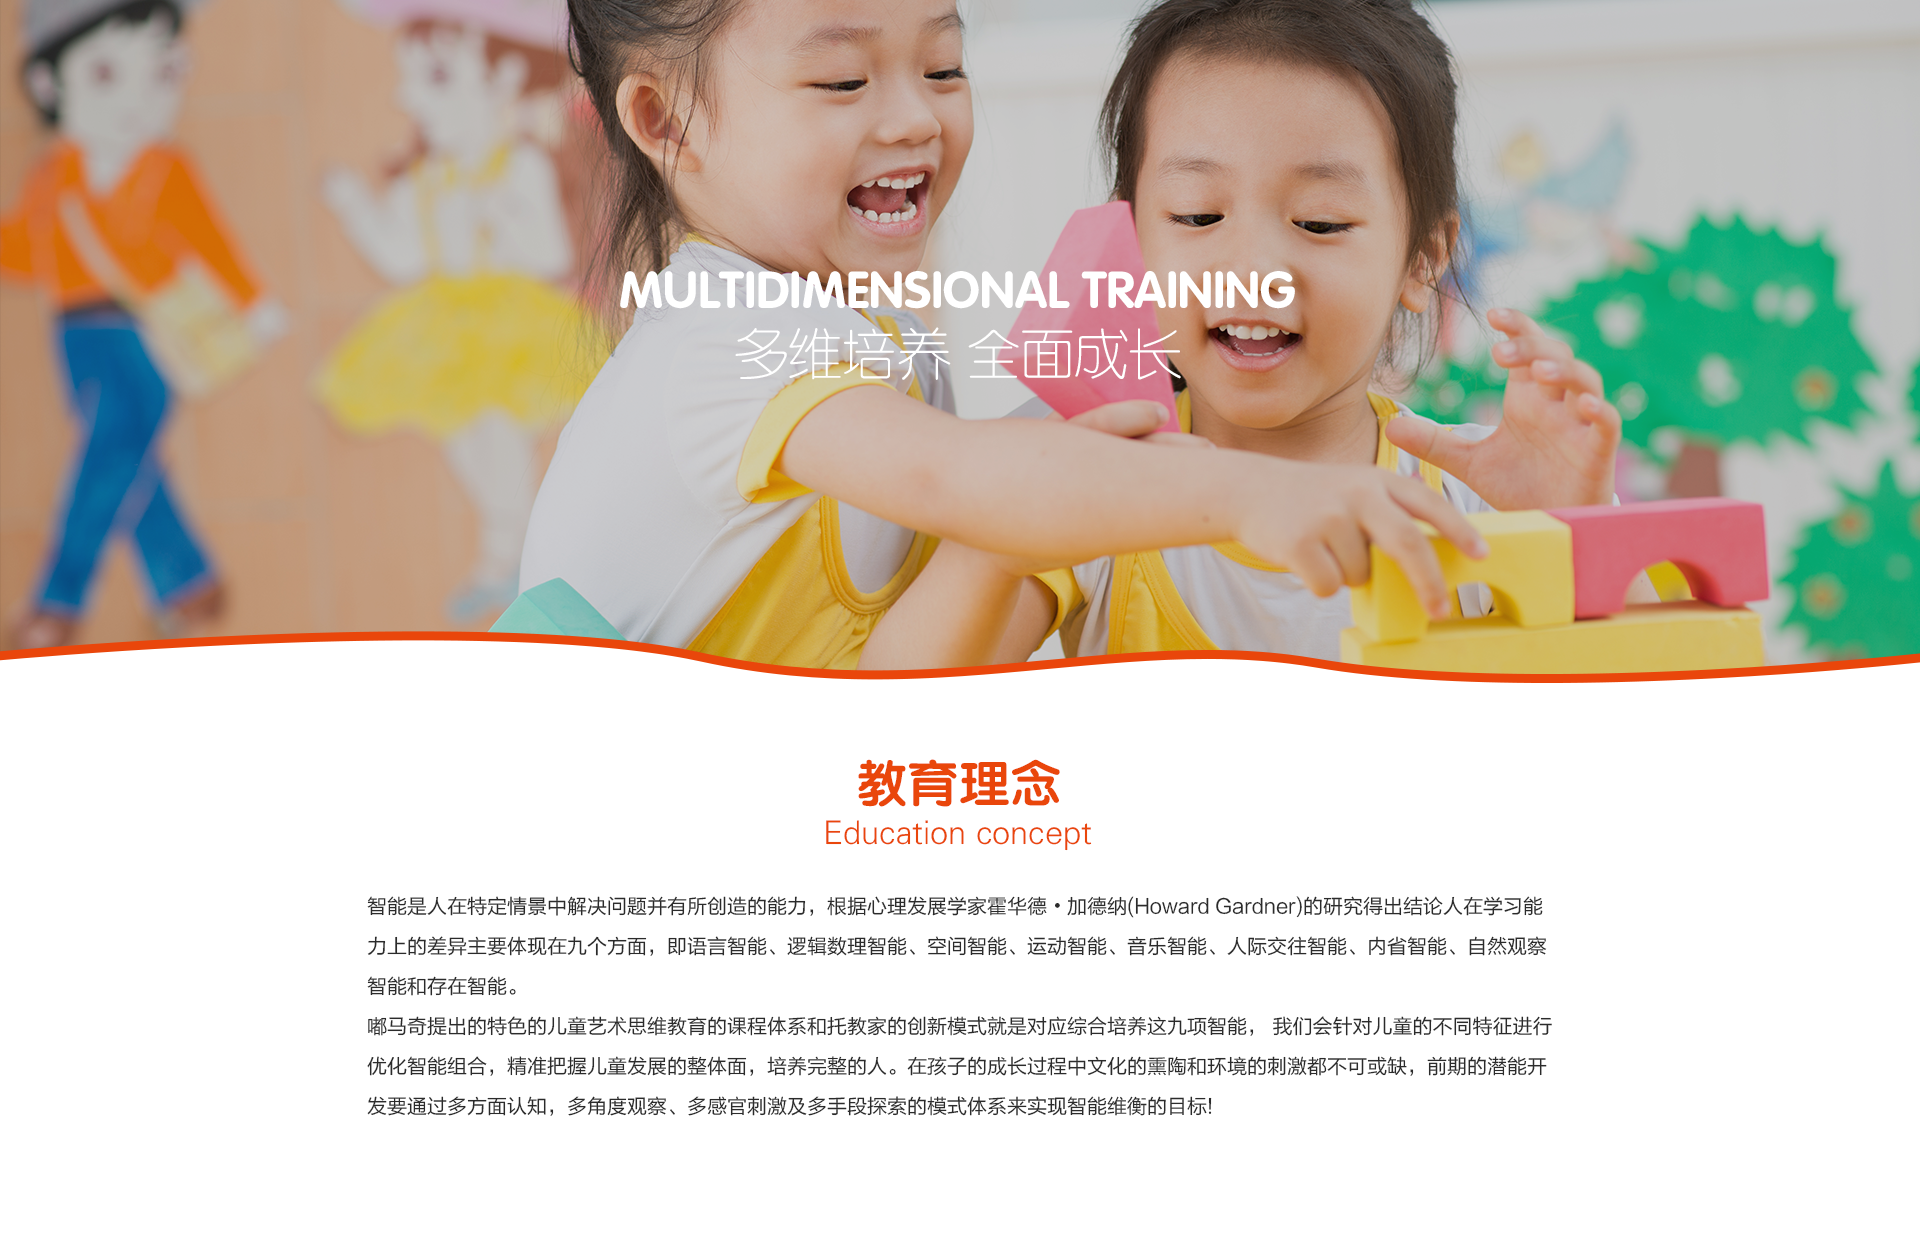 MULTIDIMENSIONAL TRAINING
多维培养 全面成长
教育理念
Education concept
智能是人在特定情景中解决问题并有所创造的能力，根据心理发展学家霍华德•加德纳(Howard Gardner)的研究得出结论人在学习能
力上的差异主要体现在九个方面，即语言智能、逻辑数理智能、空间智能、运动智能、音乐智能、人际交往智能、内省智能、自然观察
智能和存在智能。
嘟马奇提出的特色的儿童艺术思维教育的课程体系和托教家的创新模式就是对应综合培养这九项智能， 我们会针对儿童的不同特征进行
优化智能组合，精准把握儿童发展的整体面，培养完整的人。在孩子的成长过程中文化的熏陶和环境的刺激都不可或缺，前期的潜能开
发要通过多方面认知，多角度观察、多感官刺激及多手段探索的模式体系来实现智能维衡的目标!